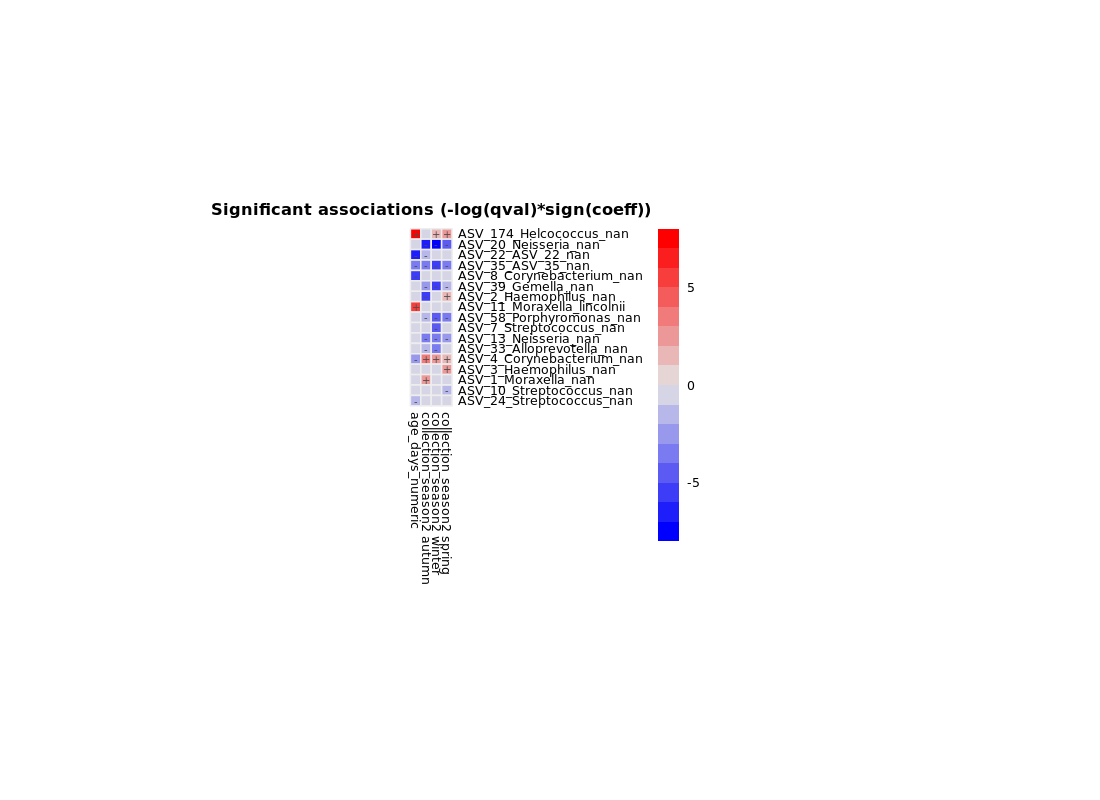 Significant associations (-log(qval)*sign(coeff))
ASV_174_Helcococcus_nan
ASV_20_Neisseria_nan
ASV_22_ASV_22_nan
ASV_35_ASV_35_nan
ASV_8_Corynebacterium_nan
ASV_39_Gemella_nan
ASV_2_Haemophilus_nan
ASV_11_Moraxella_lincolnii
ASV_58_Porphyromonas_nan
ASV_7_Streptococcus_nan
ASV_13_Neisseria_nan
ASV_33_Alloprevotella_nan
ASV_4_Corynebacterium_nan
ASV_3_Haemophilus_nan
ASV_1_Moraxella_nan
ASV_10_Streptococcus_nan
ASV_24_Streptococcus_nan
age_days_numeric
collection_season2 autumn
collection_season2 winter
collection_season2 spring
5
0
-5